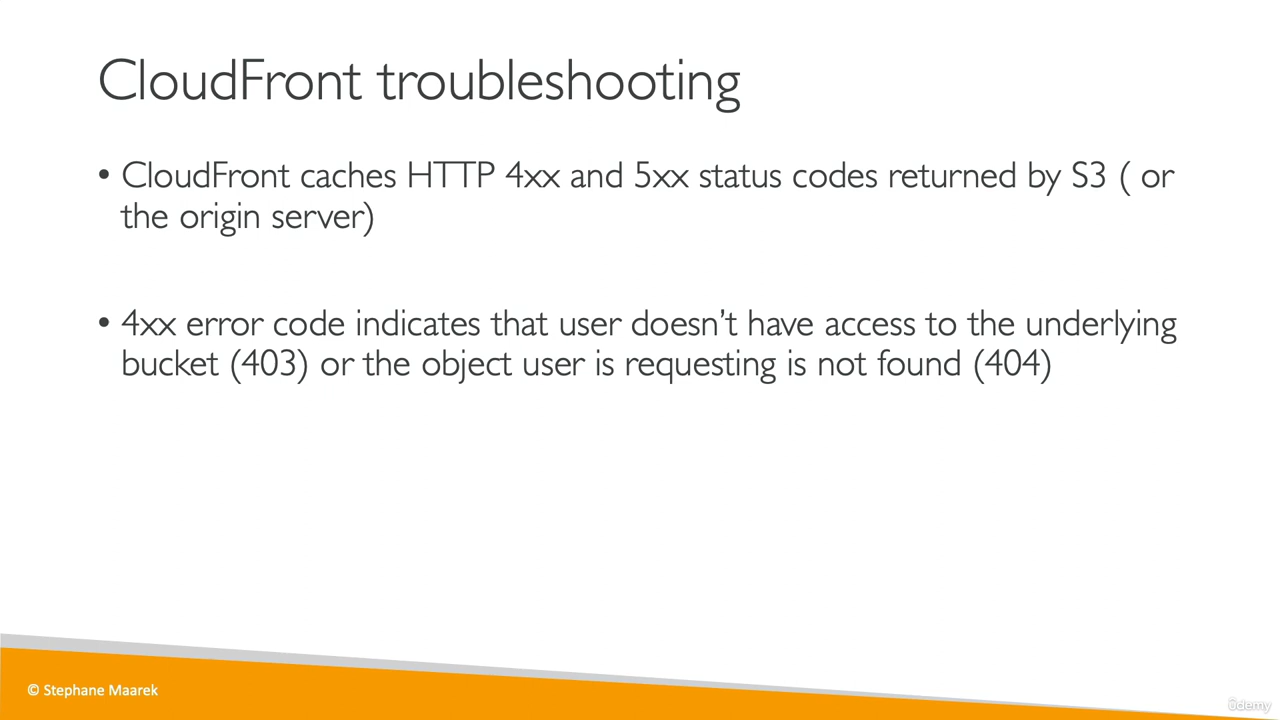 CloudFront troubleshooting
• CloudFront caches HTTP 4xx and 5xx status codes returned by S3 ( or
the origin server)
• 4xx error code indicates that user doesn’t have access to the underlying
bucket (403) or the object user is requesting is not found (404)
© Stephane Maarek
ûdemy